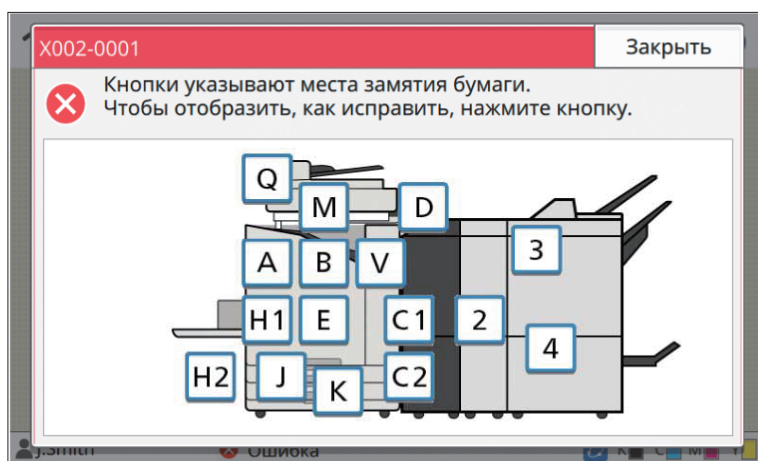 X002-0001
Закрыть
Кнопки указывают места замятия бумаги.
Чтобы отобразить, как исправить, нажмите кнопку.
Q
M
D
A
B
V
3
H1
E
C1
2
4
H2
J
K
C2
J.Smith
Ошибка
K
C
M
Y